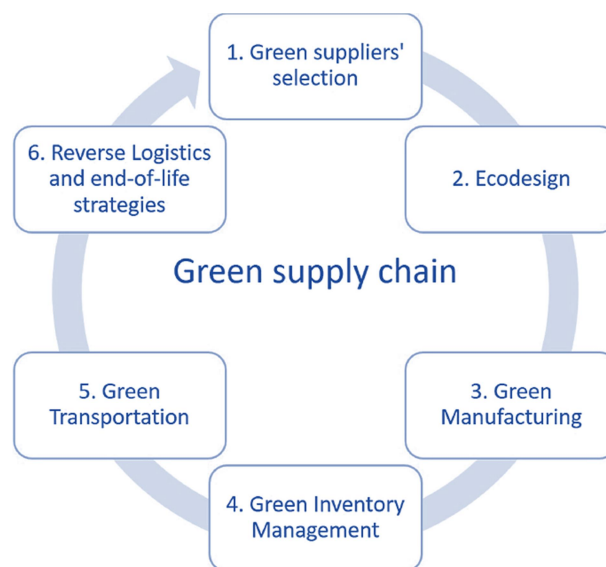 1. Green suppliers'
selection
2. Ecodesign
3. Green
Manufacturing
4. Green Inventory
Management
5. Green
Transportation
6. Reverse Logistics
and end-of-life
strategies
Green supply chain